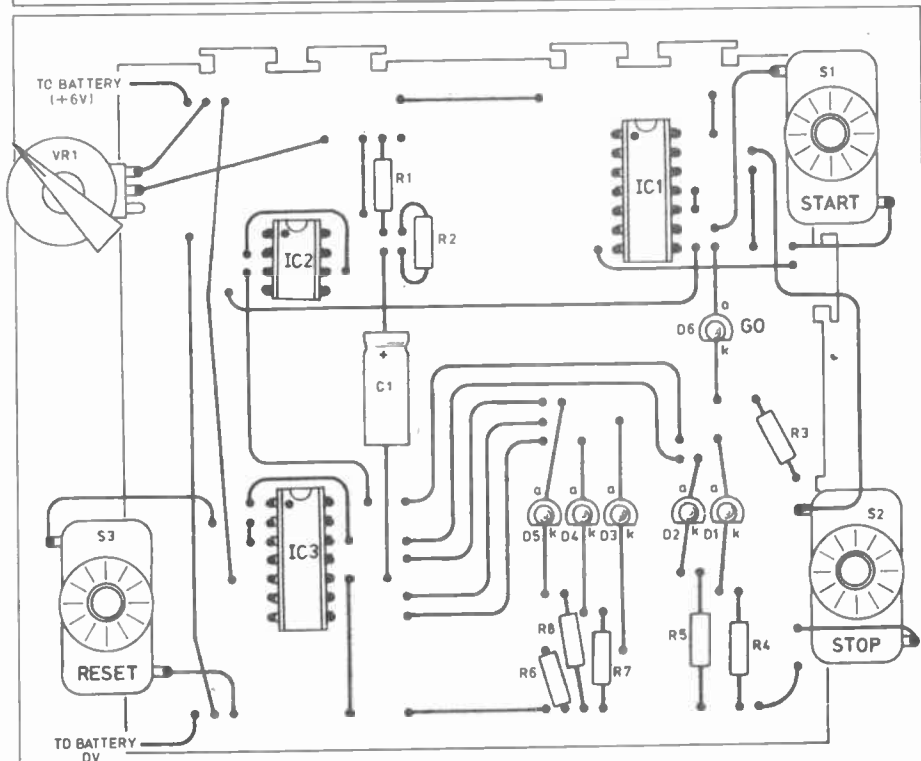 TO BATTERY
(+6V)
VR1
S1
START
R1
R2
IC1
IC2
a
D6
GO
k
+
C1
R3
a
a
a
a
a
D5
k
D4
k
D3
k
D2
k
D1
k
S3
RESET
IC3
S2
STOP
R8
R6
R7
R5
R4
TO BATTERY
0V